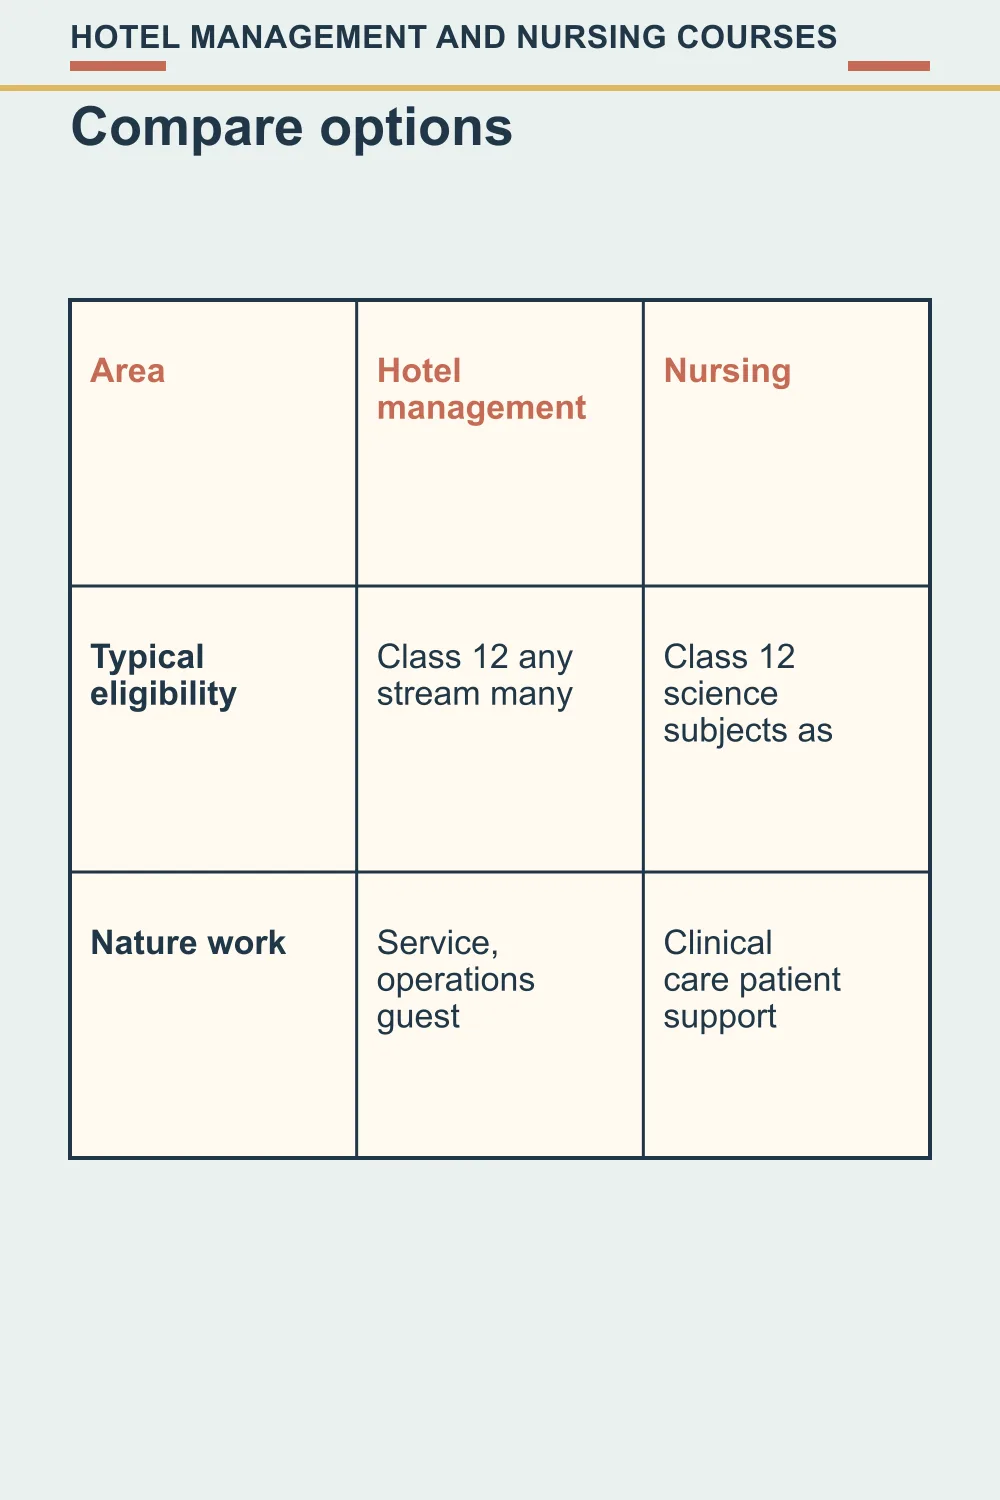 HOTEL MANAGEMENT AND NURSING COURSES
Compare options
Area
Hotel
management
Nursing
Typical
eligibility
Class 12 any
stream many
Class 12
science
subjects as
Nature work
Service,
operations
guest
Clinical
care patient
support